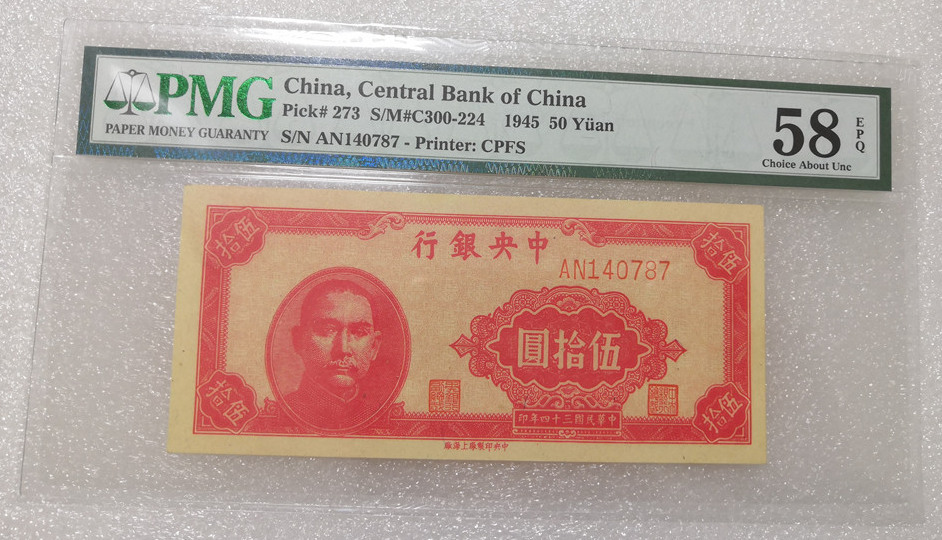 PMG
PAPER MONEY GUARANTY
China, Central Bank of China
Pick# 273 S/M#C300-224 1945 50 Yüan
S/N AN140787 - Printer: CPFS
58
EPQ
Choice About Unc
伍拾
中央銀行
伍拾
AN140787
伍拾圓
伍拾
中華民國三十四年印
伍拾
中央印製廠上海廠